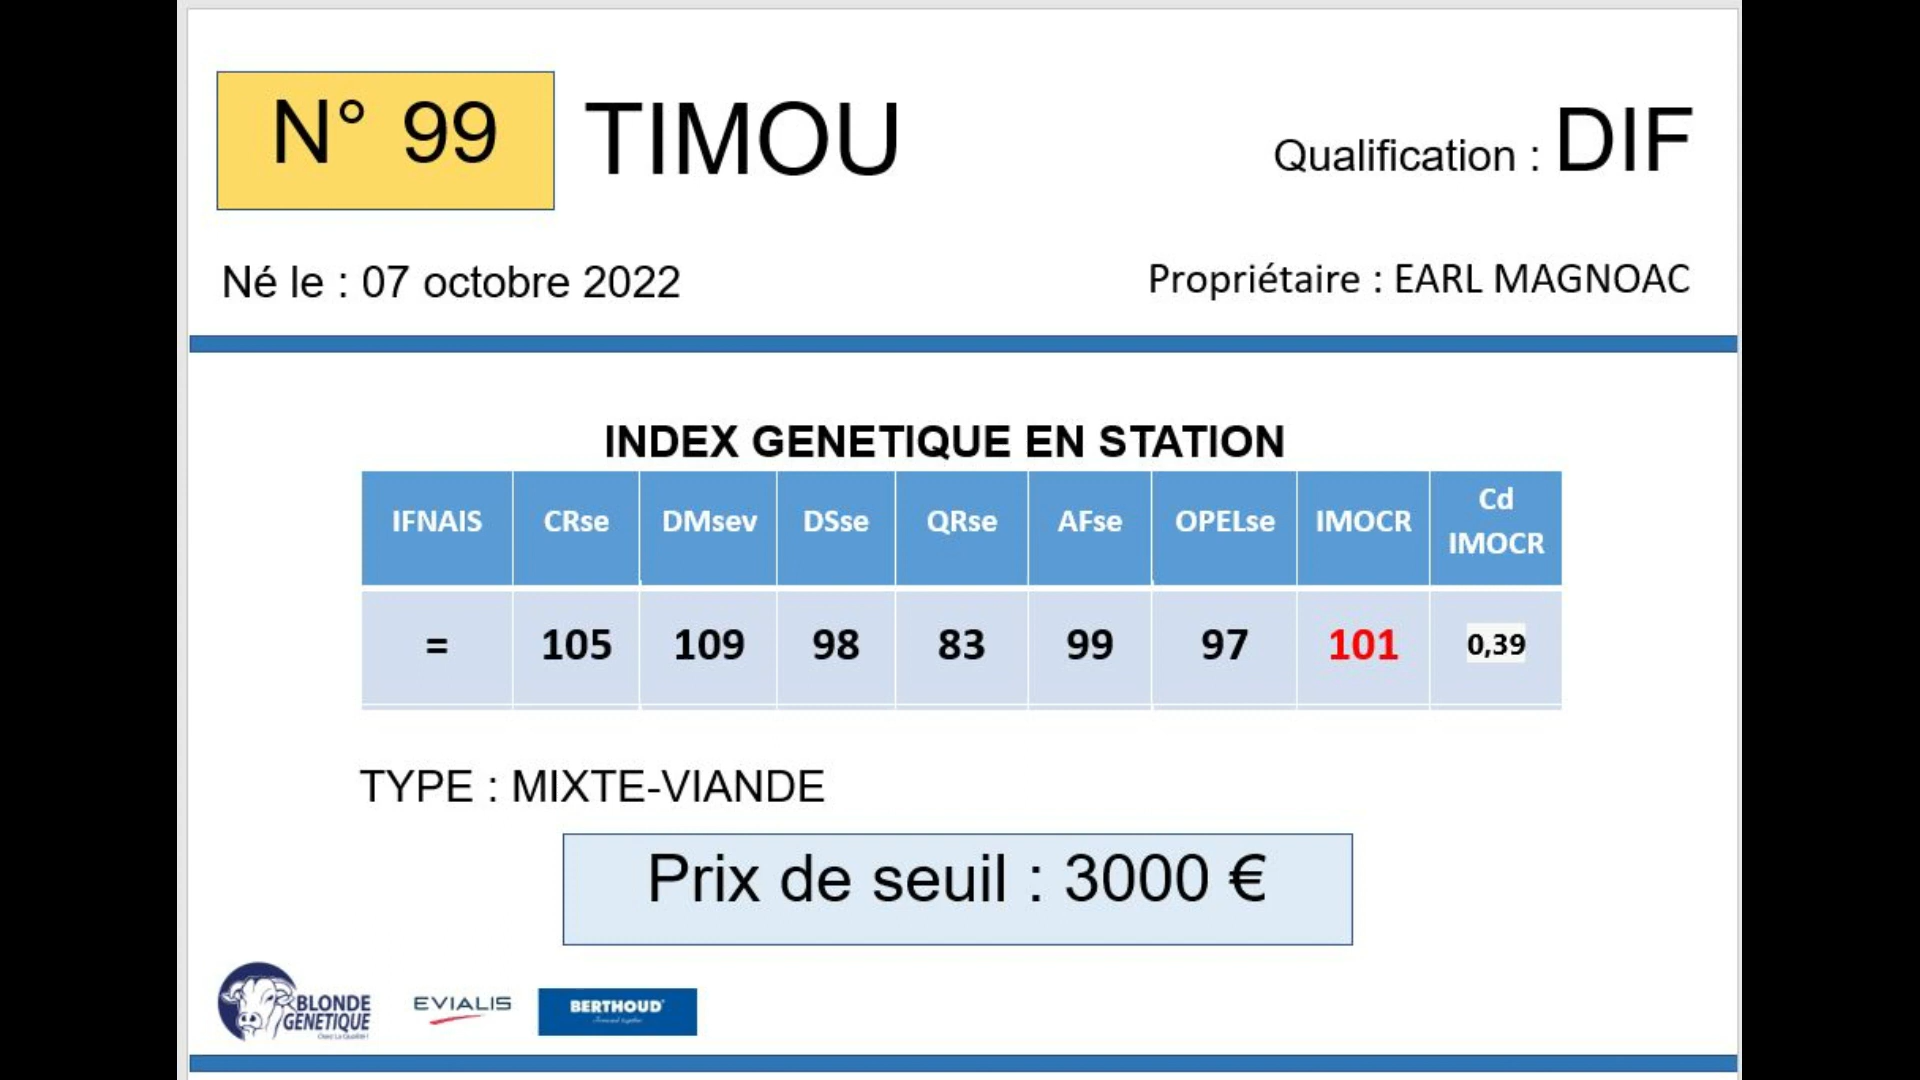 N° 99
TIMOU
Qualification : DIF
Né le : 07 octobre 2022
Propriétaire : EARL MAGNOAC
INDEX GENETIQUE EN STATION
IFNAIS CRse DMsev DSse QRse AFse OPELse IMOCR Cd IMOCR
= 105 109 98 83 99 97 101 0,39
TYPE : MIXTE-VIANDE
Prix de seuil : 3000 €
BLONDE
GENETIQUE
EVIALIS
BERTHOUD